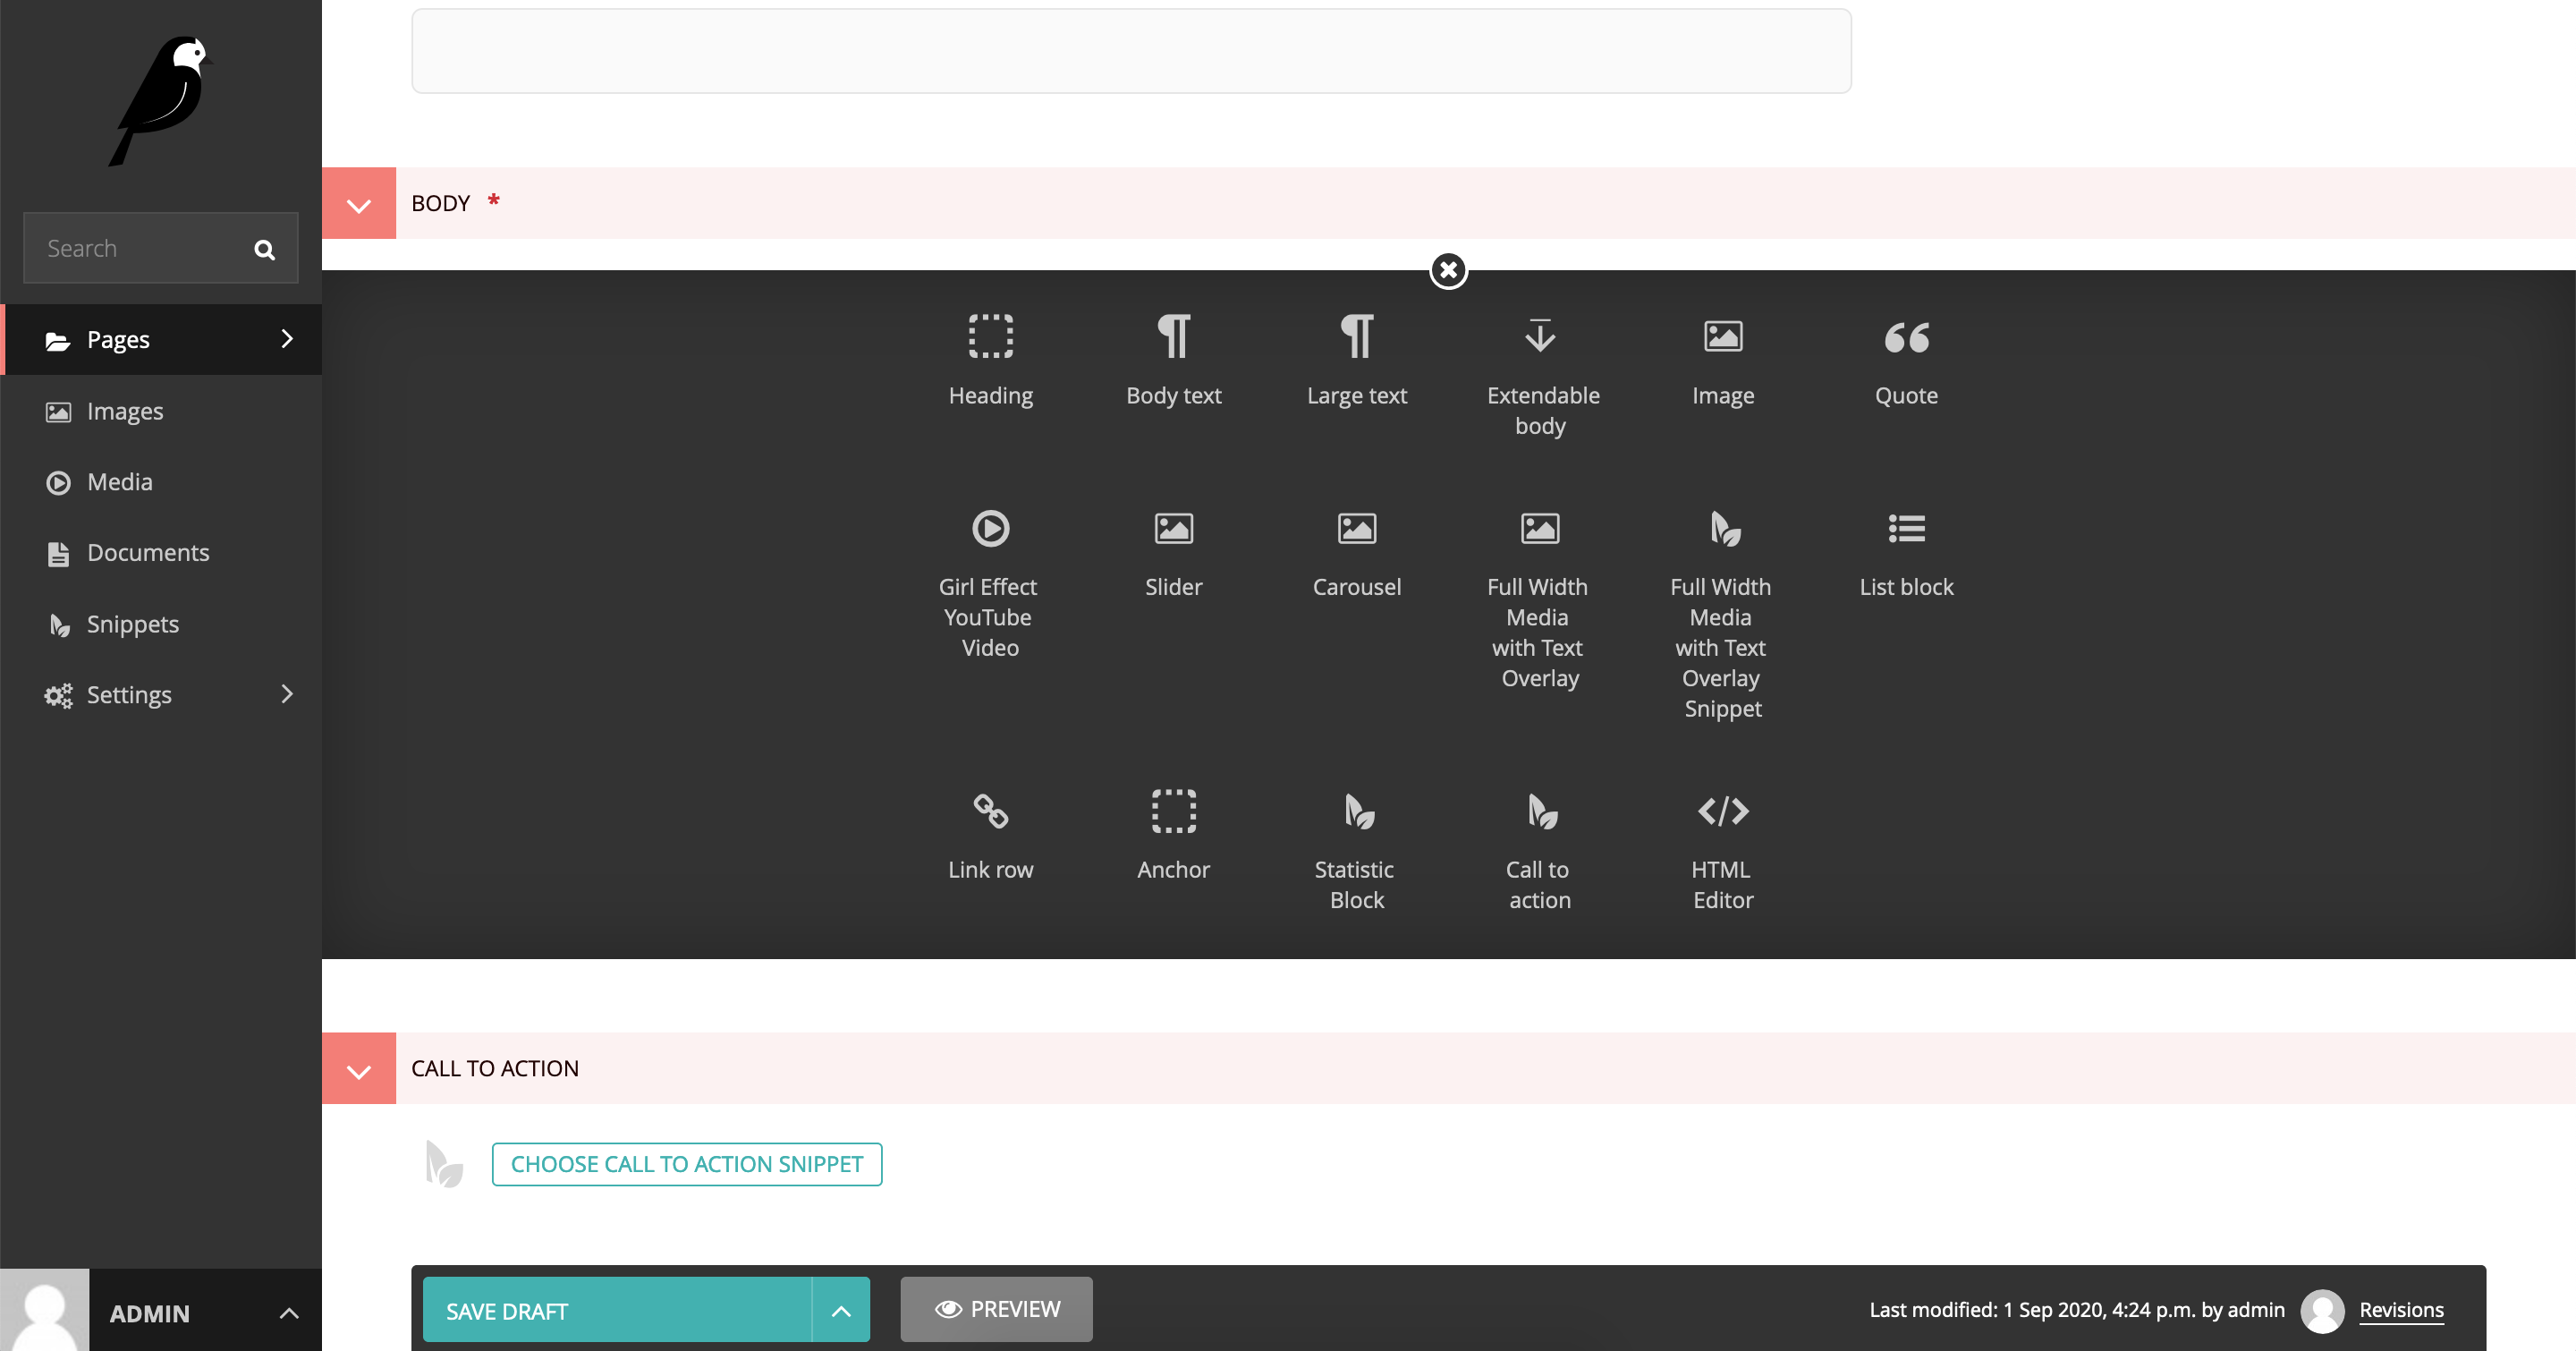 Search
Pages
Images
Media
Documents
Snippets
Settings
ADMIN
BODY *
Heading
Body text
Large text
Extendable
body
Image
Quote
Girl Effect
YouTube
Video
Slider
Carousel
Full Width
Media
with Text
Overlay
Full Width
Media
with Text
Overlay
Snippet
List block
Link row
Anchor
Statistic
Block
Call to
action
HTML
Editor
CALL TO ACTION
CHOOSE CALL TO ACTION SNIPPET
SAVE DRAFT
PREVIEW
Last modified: 1 Sep 2020, 4:24 p.m. by admin
Revisions